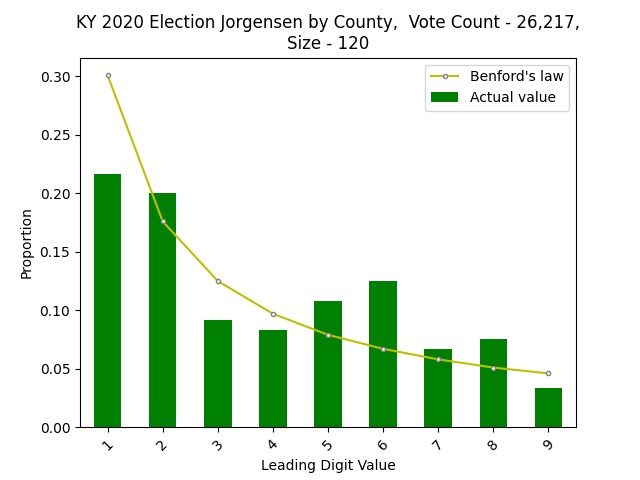 KY 2020 Election Jorgensen by County,  Vote Count - 26,217,
Size - 120
Benford's law
Actual value
0.30
0.25
0.20
0.15
0.10
0.05
0.00
Proportion
1
2
3
4
5
6
7
8
9
Leading Digit Value